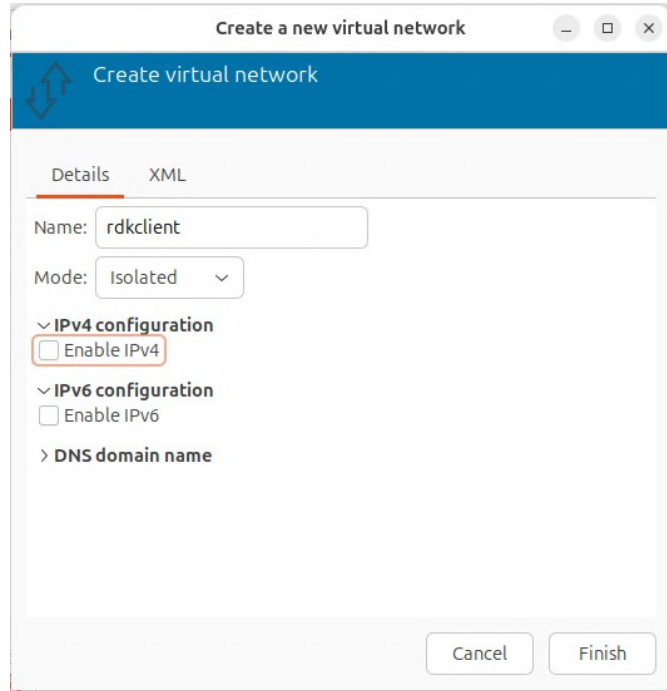 Create a new virtual network
Create virtual network
Details XML
Name: rdkclient
Mode: Isolated
IPv4 configuration
Enable IPv4
IPv6 configuration
Enable IPv6
DNS domain name
Cancel Finish